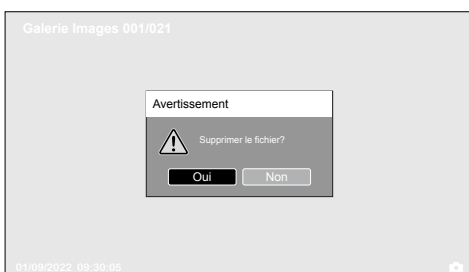 Galerie Images 001/021
Avertissement
Supprimer le fichier?
Oui Non
01/09/2022 09:30:05